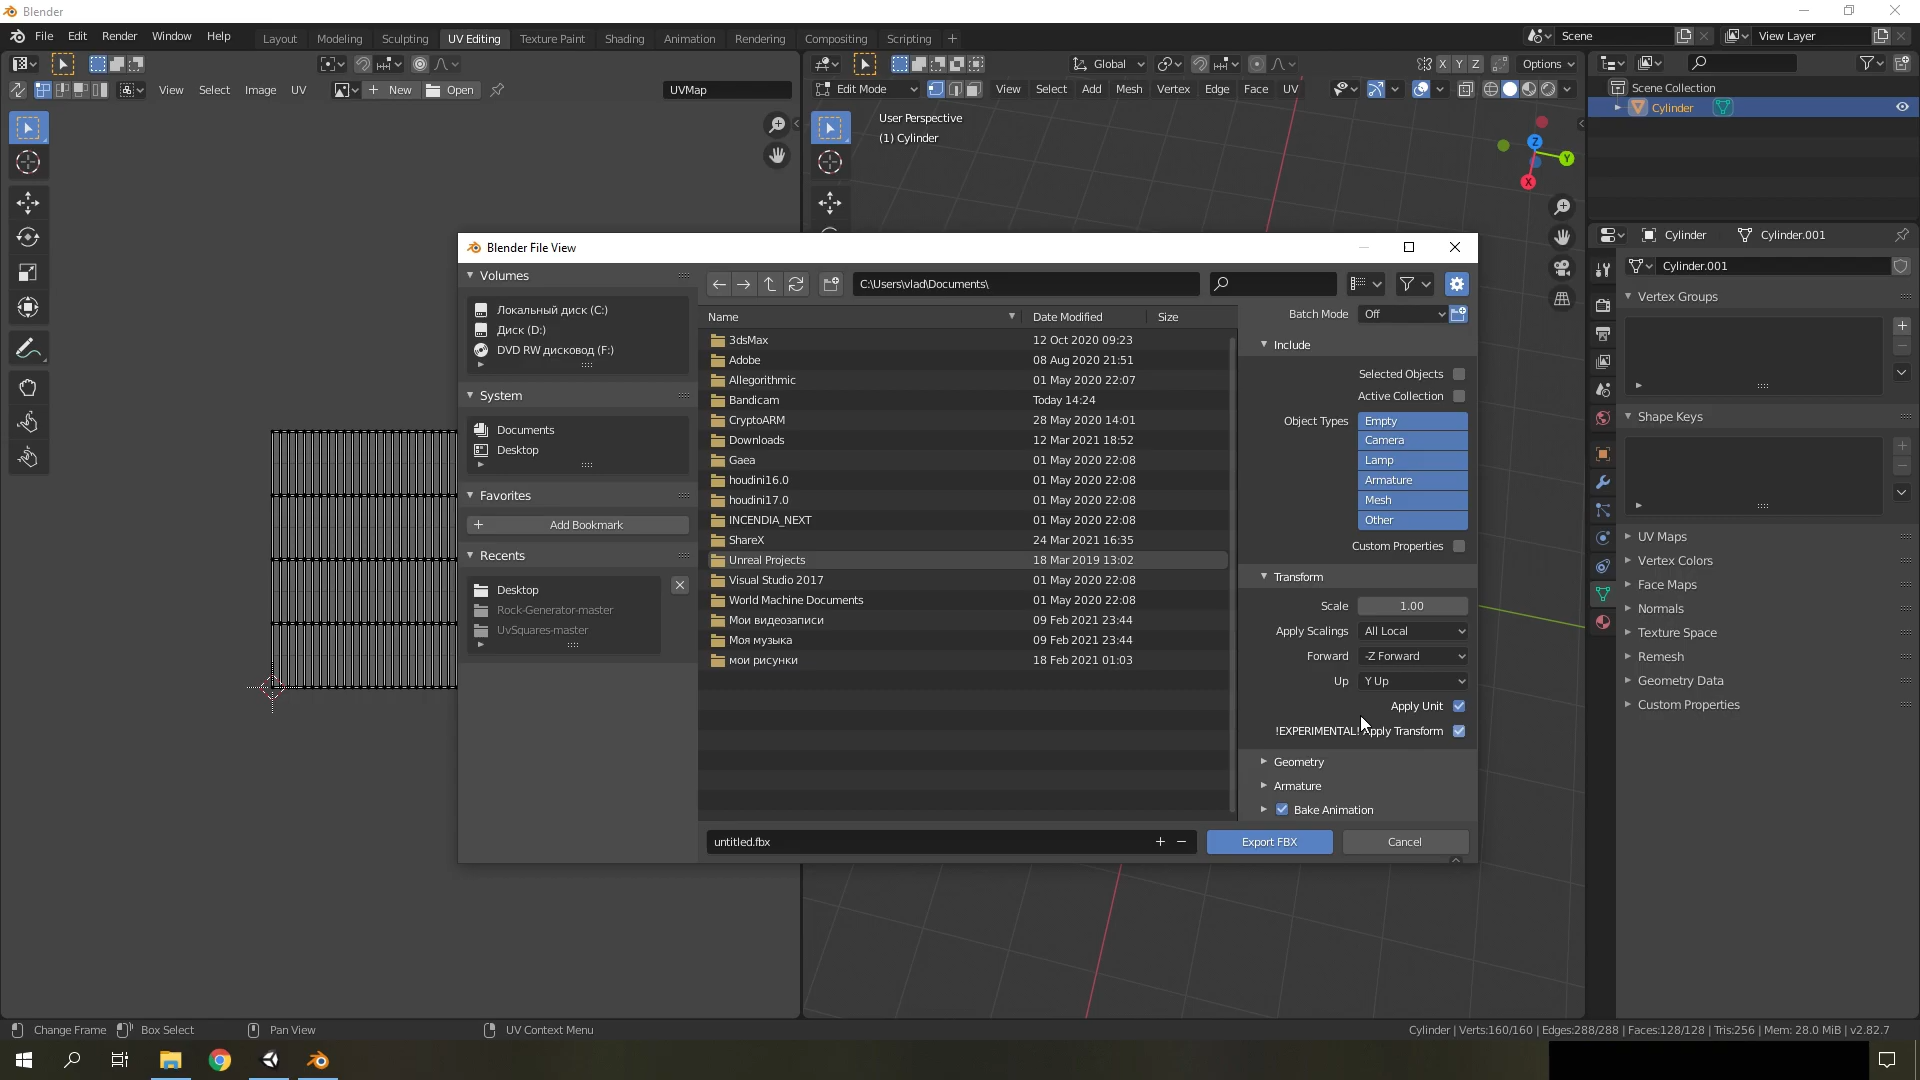 Blender
File Edit Render Window Help Layout Modeling Sculpting UV Editing Texture Paint Shading Animation Rendering Compositing Scripting Scene View Layer
Global X Y Z Options
View Select Image UV New Open UVMap Edit Mode View Select Add Mesh Vertex Edge Face UV
Scene Collection
Cylinder
User Perspective
(1) Cylinder
Z
Y
X
Cylinder Cylinder.001
Cylinder.001
Vertex Groups
Shape Keys
UV Maps
Vertex Colors
Face Maps
Normals
Texture Space
Remesh
Geometry Data
Custom Properties
Blender File View
Volumes
Локальный диск (C:)
Диск (D:)
DVD RW дисковод (F:)
System
Documents
Desktop
Favorites
Add Bookmark
Recents
Desktop
Rock-Generator-master
UvSquares-master
C:\Users\vlad\Documents\
Name Date Modified Size
3dsMax 12 Oct 2020 09:23
Adobe 08 Aug 2020 21:51
Allegorithmic 01 May 2020 22:07
Bandicam Today 14:24
CryptoARM 28 May 2020 14:01
Downloads 12 Mar 2021 18:52
Gaea 01 May 2020 22:08
houdini16.0 01 May 2020 22:08
houdini17.0 01 May 2020 22:08
INCENDIA_NEXT 01 May 2020 22:08
ShareX 24 Mar 2021 16:35
Unreal Projects 18 Mar 2019 13:02
Visual Studio 2017 01 May 2020 22:08
World Machine Documents 01 May 2020 22:08
Мои видеозаписи 09 Feb 2021 23:44
Моя музыка 09 Feb 2021 23:44
мои рисунки 18 Feb 2021 01:03
Batch Mode Off
Include
Selected Objects
Active Collection
Object Types Empty
Camera
Lamp
Armature
Mesh
Other
Custom Properties
Transform
Scale 1.00
Apply Scalings All Local
Forward -Z Forward
Up Y Up
Apply Unit
!EXPERIMENTAL! Apply Transform
Geometry
Armature
Bake Animation
untitled.fbx Export FBX Cancel
Change Frame Box Select Pan View UV Context Menu Cylinder | Verts:160/160 | Edges:288/288 | Faces:128/128 | Tris:256 | Mem: 28.0 MiB | v2.82.7